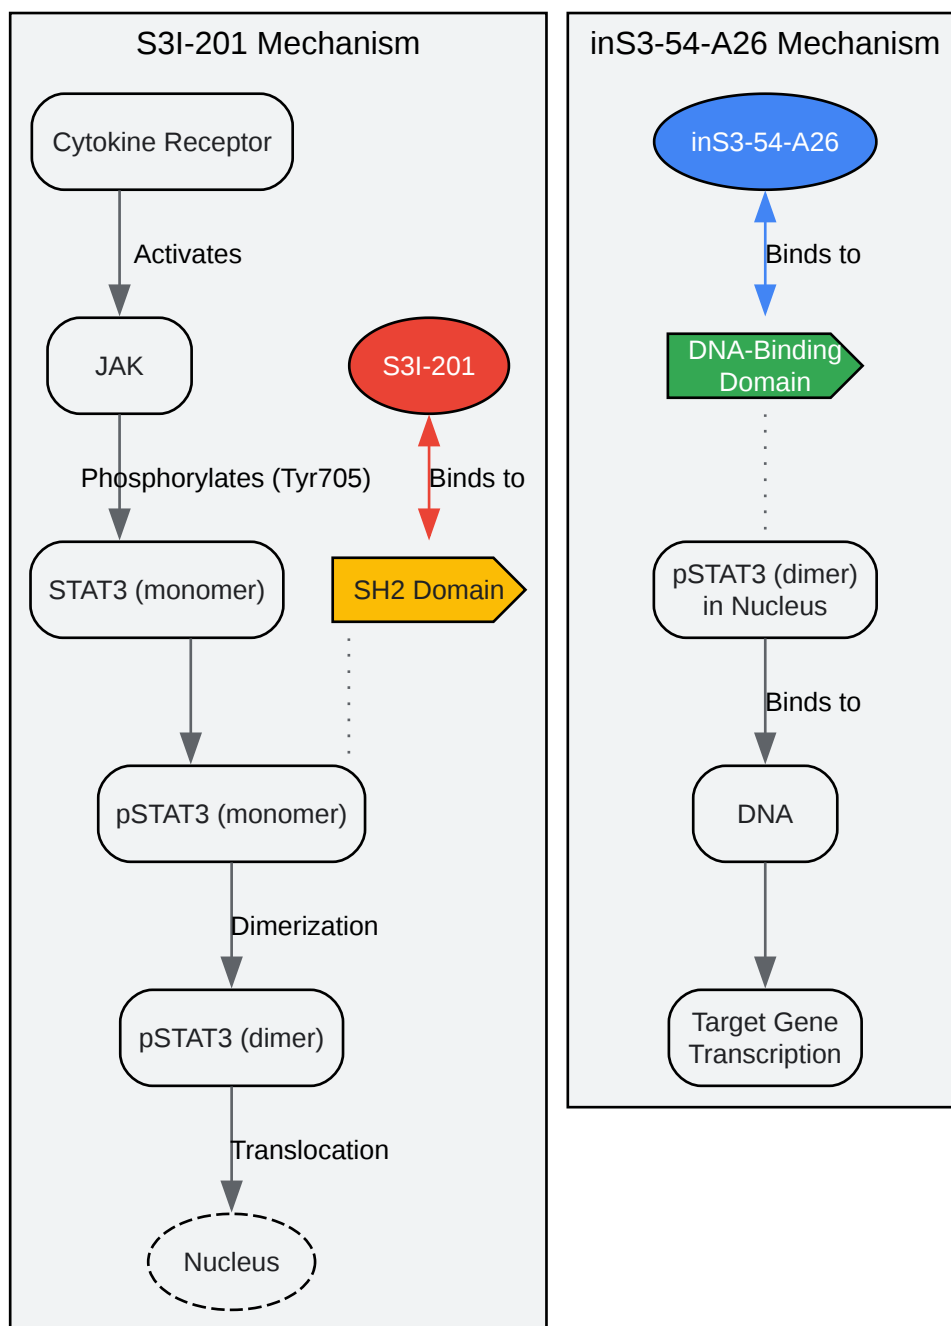 S3I-201 Mechanism
Cytokine Receptor
Activates
JAK
S3I-201
Phosphorylates (Tyr705)
Binds to
STAT3 (monomer)
SH2 Domain
pSTAT3 (monomer)
Dimerization
pSTAT3 (dimer)
Translocation
Nucleus
inS3-54-A26 Mechanism
inS3-54-A26
Binds to
DNA-Binding
Domain
pSTAT3 (dimer)
in Nucleus
Binds to
DNA
Target Gene
Transcription